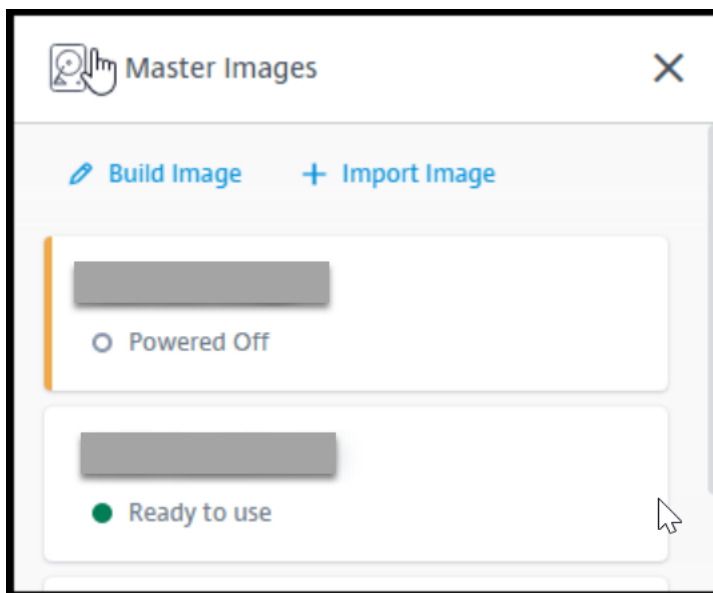 Master Images
Build Image
Import Image
Powered Off
Ready to use